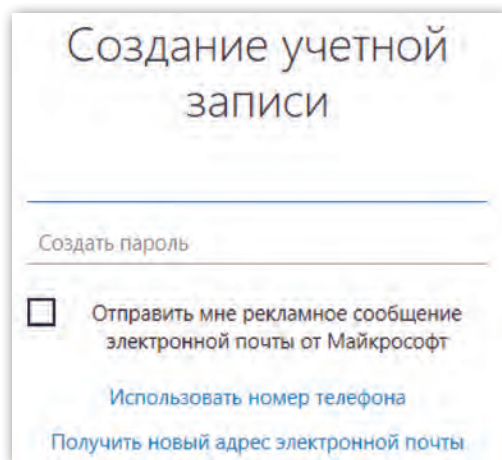 Создание учетной
записи
Создать пароль
Отправить мне рекламное сообщение
электронной почты от Майкрософт
Использовать номер телефона
Получить новый адрес электронной почты